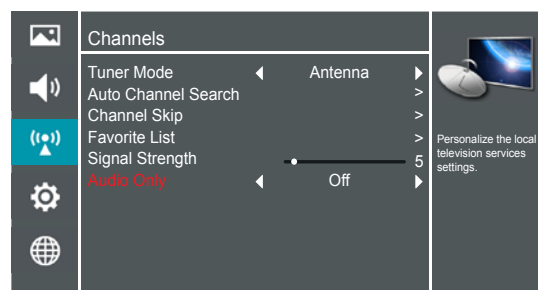 Channels
Tuner Mode Antenna
Auto Channel Search >
Channel Skip >
Favorite List >
Signal Strength 5
Audio Only Off
Personalize the local
television services
settings.